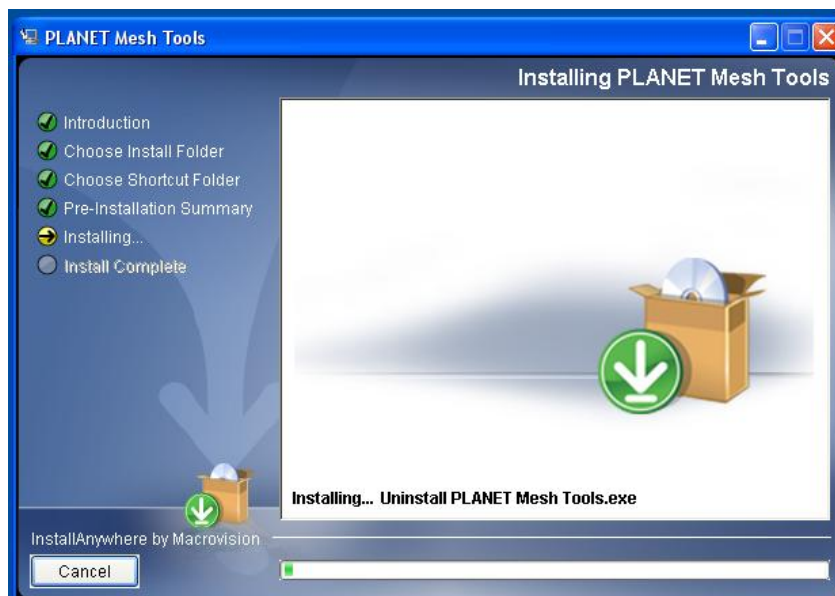 PLANET Mesh Tools
Installing PLANET Mesh Tools
Introduction
Choose Install Folder
Choose Shortcut Folder
Pre-Installation Summary
Installing...
Install Complete
Installing... Uninstall PLANET Mesh Tools.exe
InstallAnywhere by Macrovision
Cancel